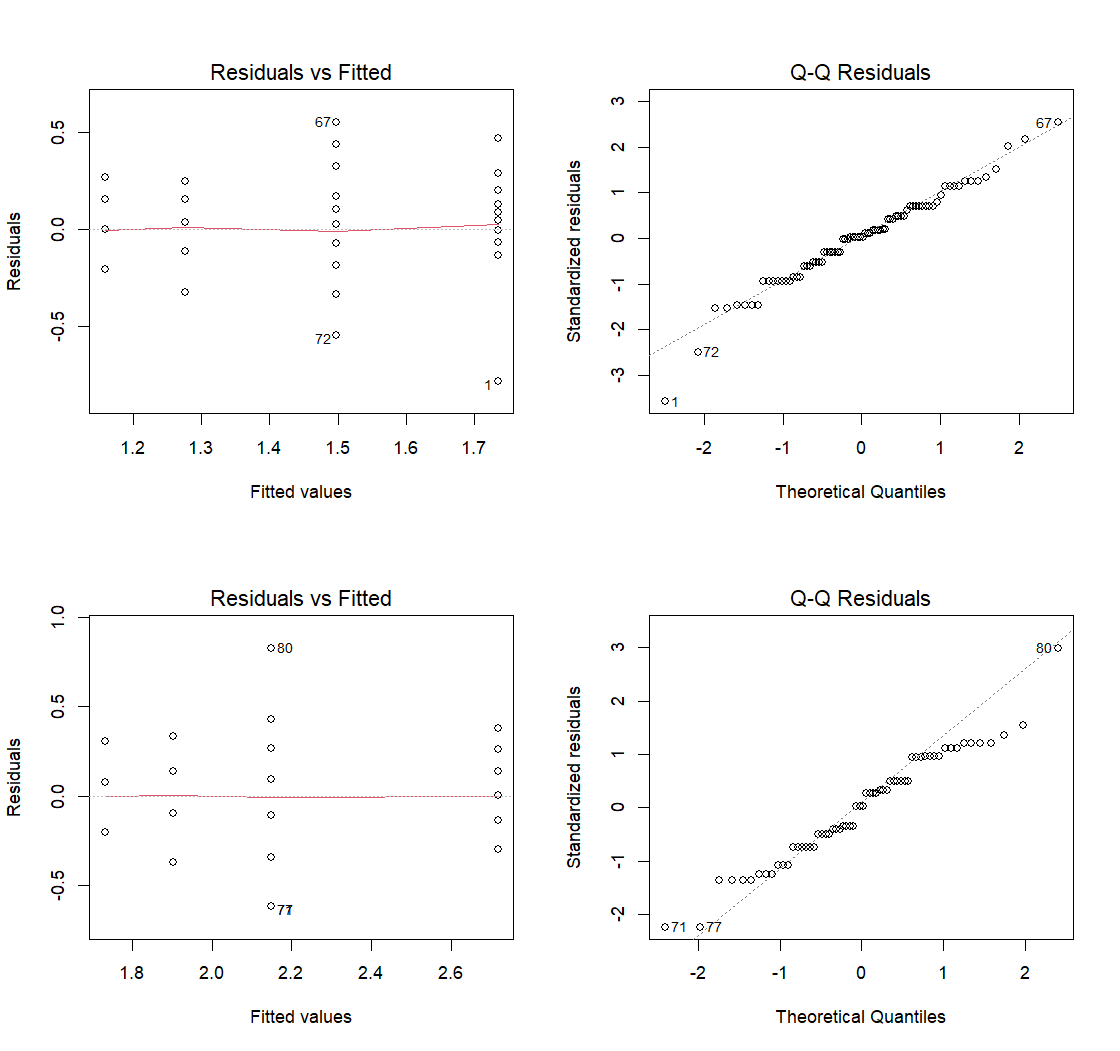 Residuals vs Fitted
Residuals
0.5
0.0
-0.5
67
72
1
1.2 1.3 1.4 1.5 1.6 1.7
Fitted values
Q-Q Residuals
Standardized residuals
3
2
1
0
-1
-2
-3
67
72
1
-2 -1 0 1 2
Theoretical Quantiles
Residuals vs Fitted
Residuals
1.0
0.5
0.0
-0.5
80
1.8 2.0 2.2 2.4 2.6
Fitted values
Q-Q Residuals
Standardized residuals
3
2
1
0
-1
-2
80
71 77
-2 -1 0 1 2
Theoretical Quantiles